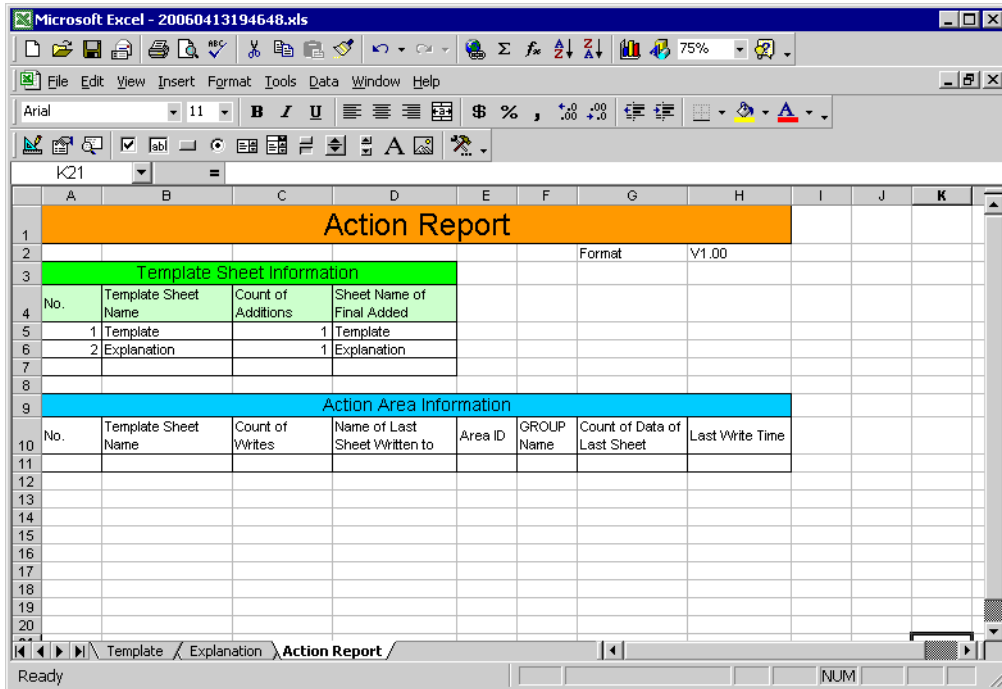 Microsoft Excel - 20060413194648.xls
ABC 75%
File Edit View Insert Format Tools Data Window Help
Arial 11 B I U $ % ,
K21 =
A B C D E F G H I J K
1 Action Report
2 Format V1.00
3 Template Sheet Information
4 No. Template Sheet Name Count of Additions Sheet Name of Final Added
5 1 Template 1 Template
6 2 Explanation 1 Explanation
7
8
9 Action Area Information
10 No. Template Sheet Name Count of Writes Name of Last Sheet Written to Area ID GROUP Name Count of Data of Last Sheet Last Write Time
11
12
13
14
15
16
17
18
19
20
Template Explanation Action Report
Ready NUM